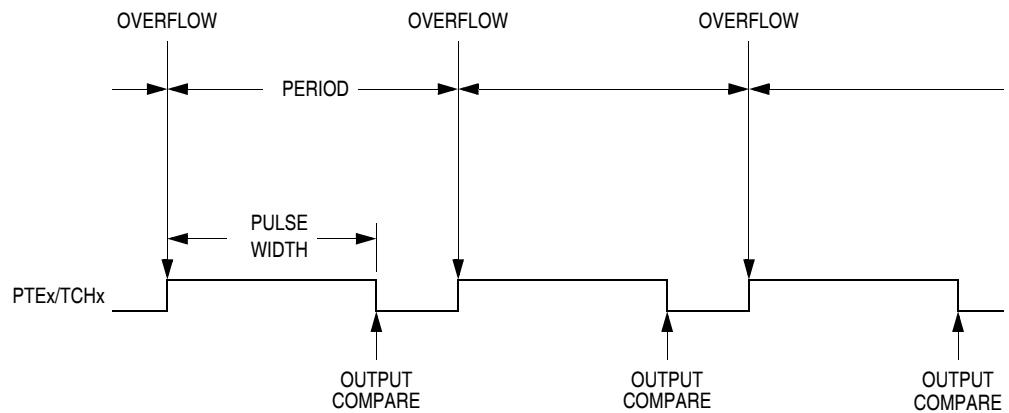 OVERFLOW OVERFLOW OVERFLOW
PERIOD
PULSE
WIDTH
PTEx/TCHx
OUTPUT
COMPARE
OUTPUT
COMPARE
OUTPUT
COMPARE